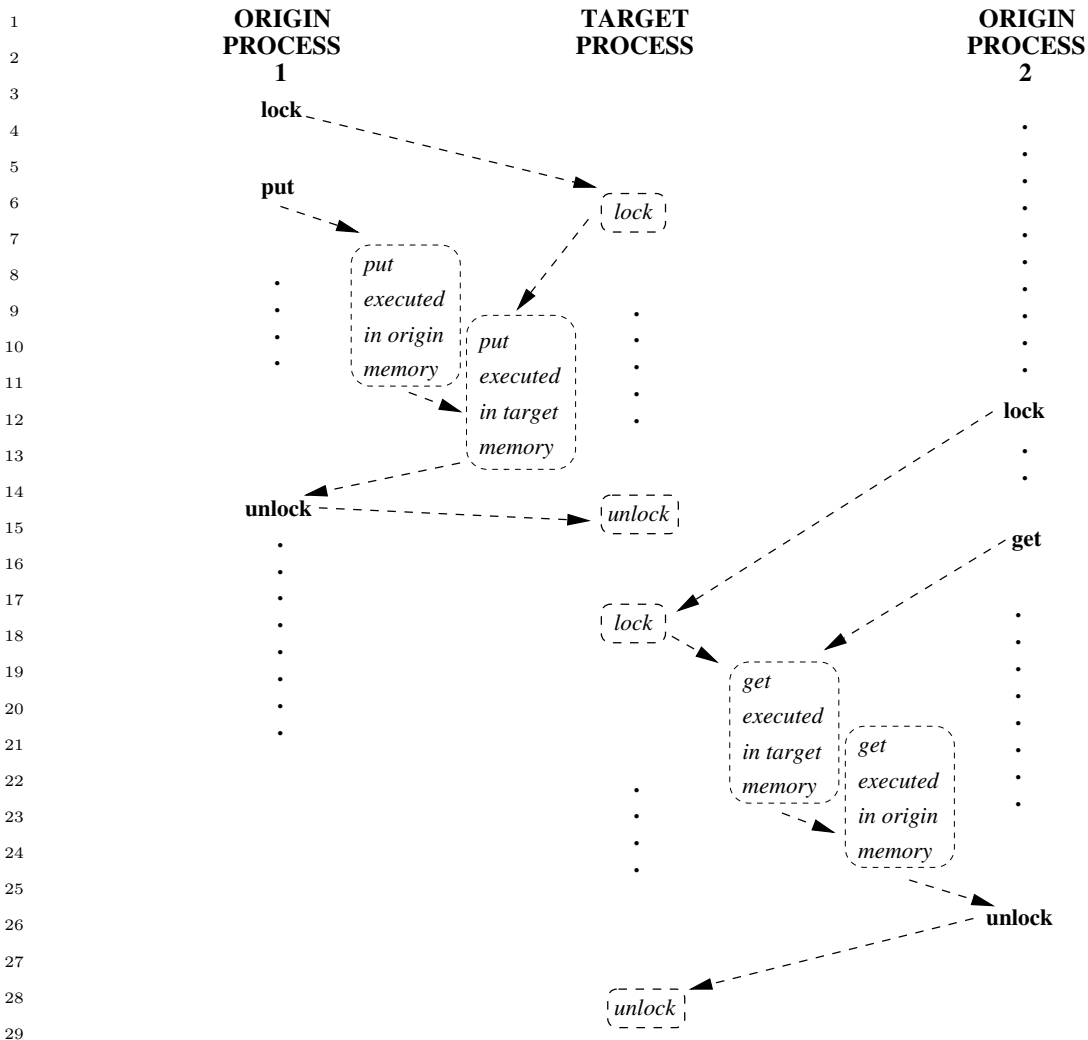 1
ORIGIN
PROCESS
1
TARGET
PROCESS
ORIGIN
PROCESS
2
2
3
lock
4
5
put
6
lock
7
8
put
executed
in origin
memory
9
10
put
executed
in target
memory
11
12
lock
13
14
unlock
unlock
15
get
16
17
lock
18
19
get
executed
in target
memory
20
21
get
executed
in origin
memory
22
23
24
25
unlock
26
27
28
unlock
29